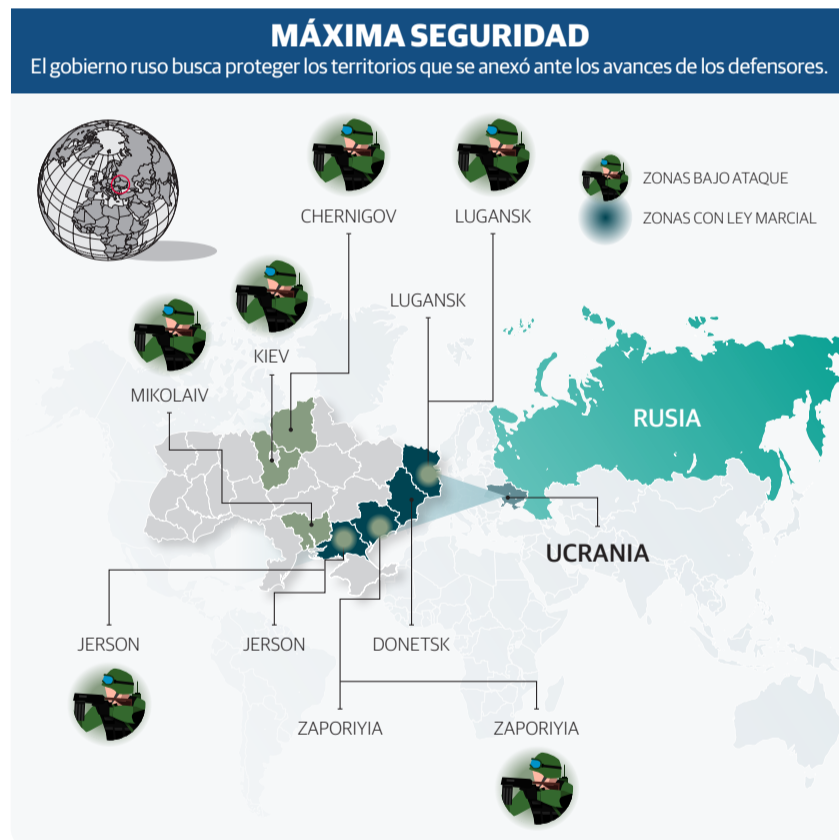 MÁXIMA SEGURIDAD
El gobierno ruso busca proteger los territorios que se anexó ante los avances de los defensores.
ZONAS BAJO ATAQUE
CHERNIGOV
LUGANSK
ZONAS CON LEY MARCIAL
LUGANSK
KIEV
MIKOLAIV
RUSIA
UCRANIA
JERSON
JERSON
DONETSK
ZAPORIYIA
ZAPORIYIA